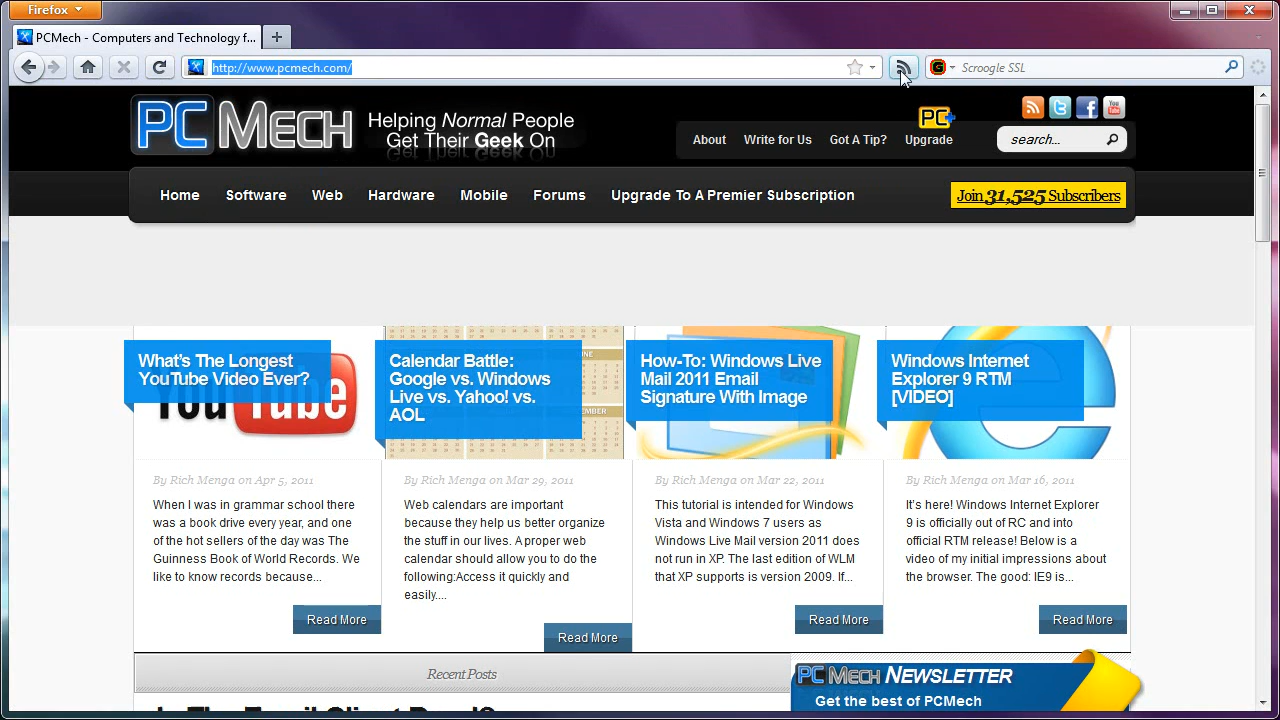 Firefox
PCMech - Computers and Technology f...
http://www.pcmech.com/
Scroogle SSL
PC Mech
Helping Normal People
Get Their Geek On
PC+
About Write for Us Got A Tip? Upgrade
You Tube
search...
Home Software Web Hardware Mobile Forums Upgrade To A Premier Subscription
Join 31,525 Subscribers
What's The Longest
YouTube Video Ever?
You Tube
By Rich Menga on Apr 5, 2011
When I was in grammar school there
was a book drive every year, and one
of the hot sellers of the day was The
Guinness Book of World Records. We
like to know records because...
Read More
Calendar Battle:
Google vs. Windows
Live vs. Yahoo! vs.
AOL
By Rich Menga on Mar 29, 2011
Web calendars are important
because they help us better organize
the stuff in our lives. A proper web
calendar should allow you to do the
following:Access it quickly and
easily....
Read More
How-To: Windows Live
Mail 2011 Email
Signature With Image
By Rich Menga on Mar 22, 2011
This tutorial is intended for Windows
Vista and Windows 7 users as
Windows Live Mail version 2011 does
not run in XP. The last edition of WLM
that XP supports is version 2009. If...
Read More
Windows Internet
Explorer 9 RTM
[VIDEO]
By Rich Menga on Mar 16, 2011
It's here! Windows Internet Explorer
9 is officially out of RC and into
official RTM release! Below is a
video of my initial impressions about
the browser. The good: IE9 is...
Read More
Recent Posts
PC Mech Newsletter
Get the best of PCMech
Is The Email Client Dead?